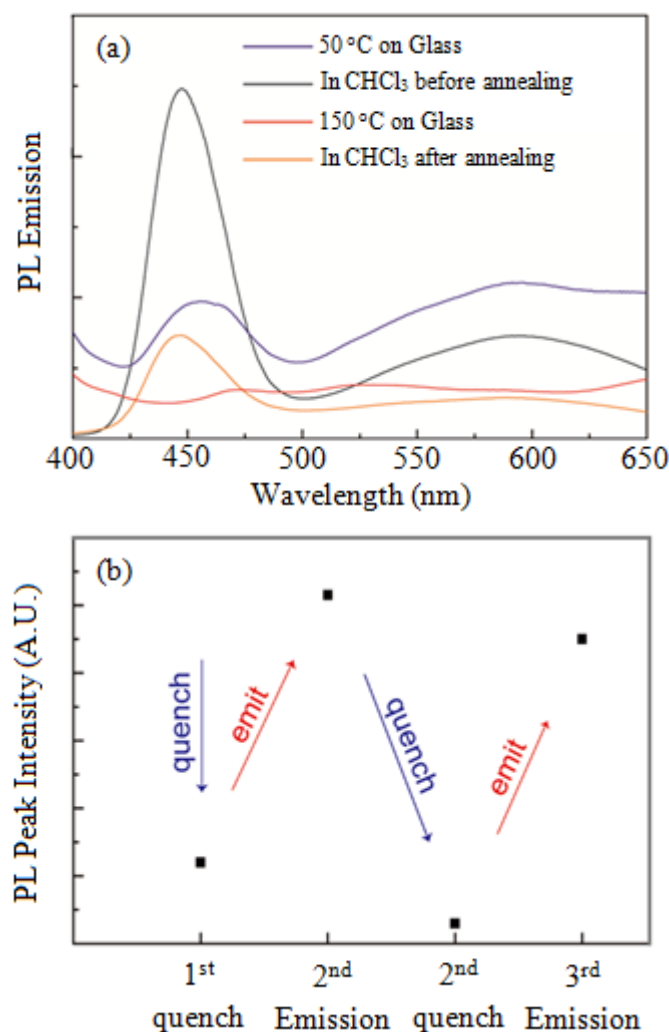 (a)
50 °C on Glass
In CHCl₃ before annealing
150 °C on Glass
In CHCl₃ after annealing
PL Emission
400 450 500 550 600 650
Wavelength (nm)
(b)
PL Peak Intensity (A.U.)
quench
emit
quench
emit
1ˢᵗ quench
2ⁿᵈ Emission
2ⁿᵈ quench
3ʳᵈ Emission